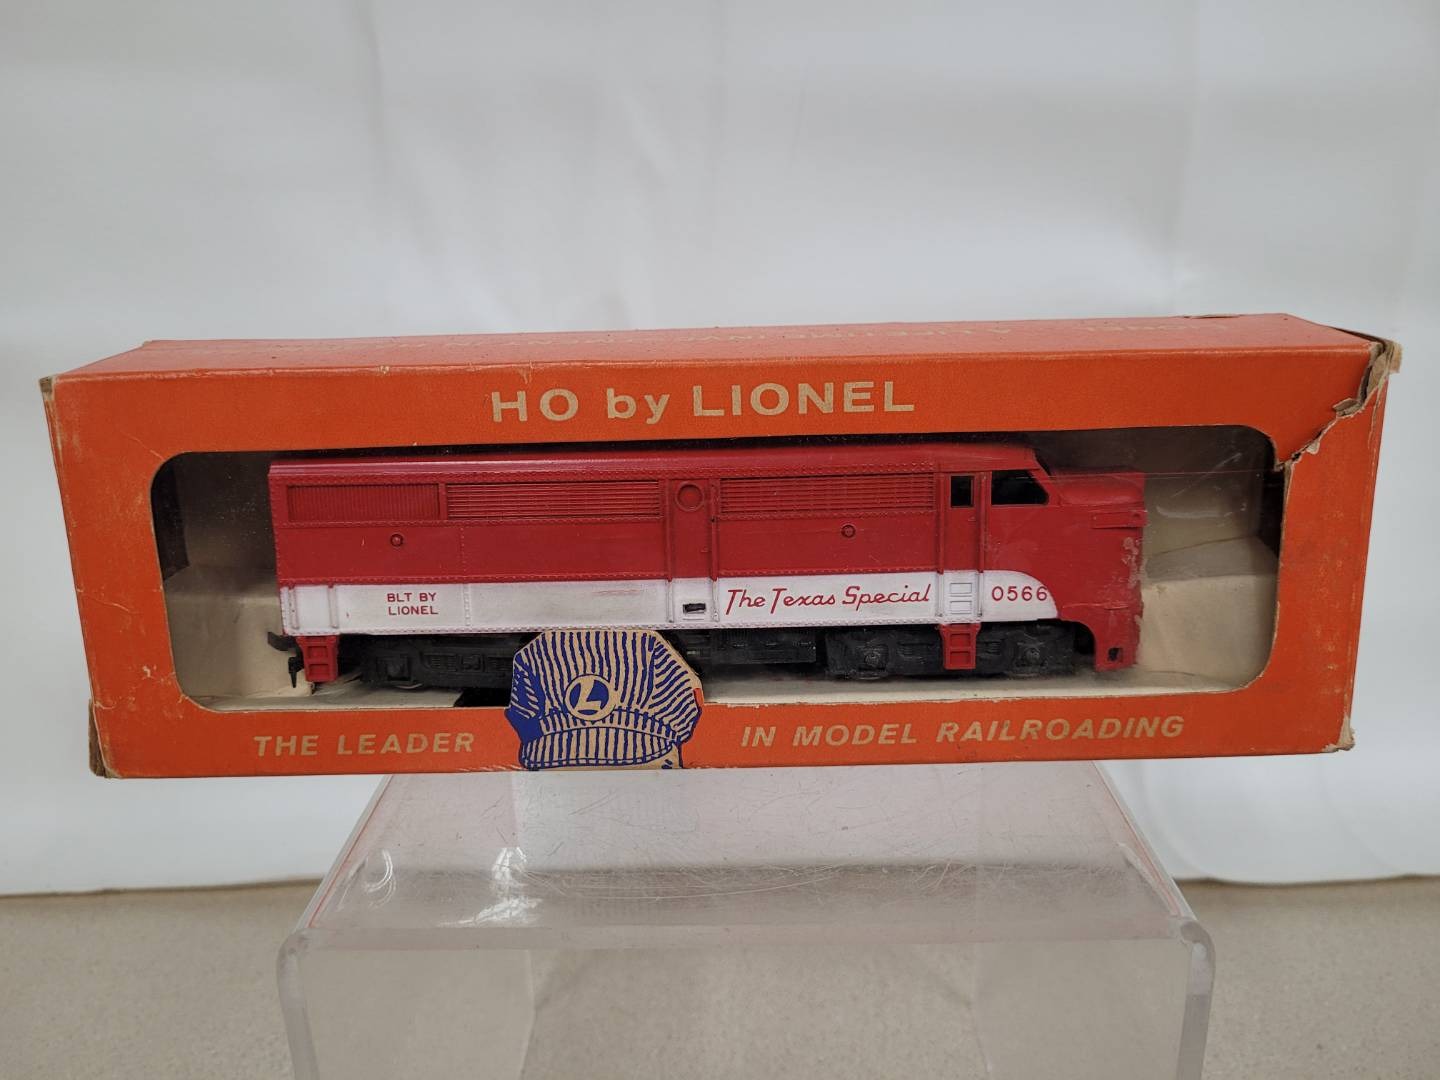 HO by LIONEL
BLT BY
LIONEL
The Texas Special
0566
L
THE LEADER
IN MODEL RAILROADING